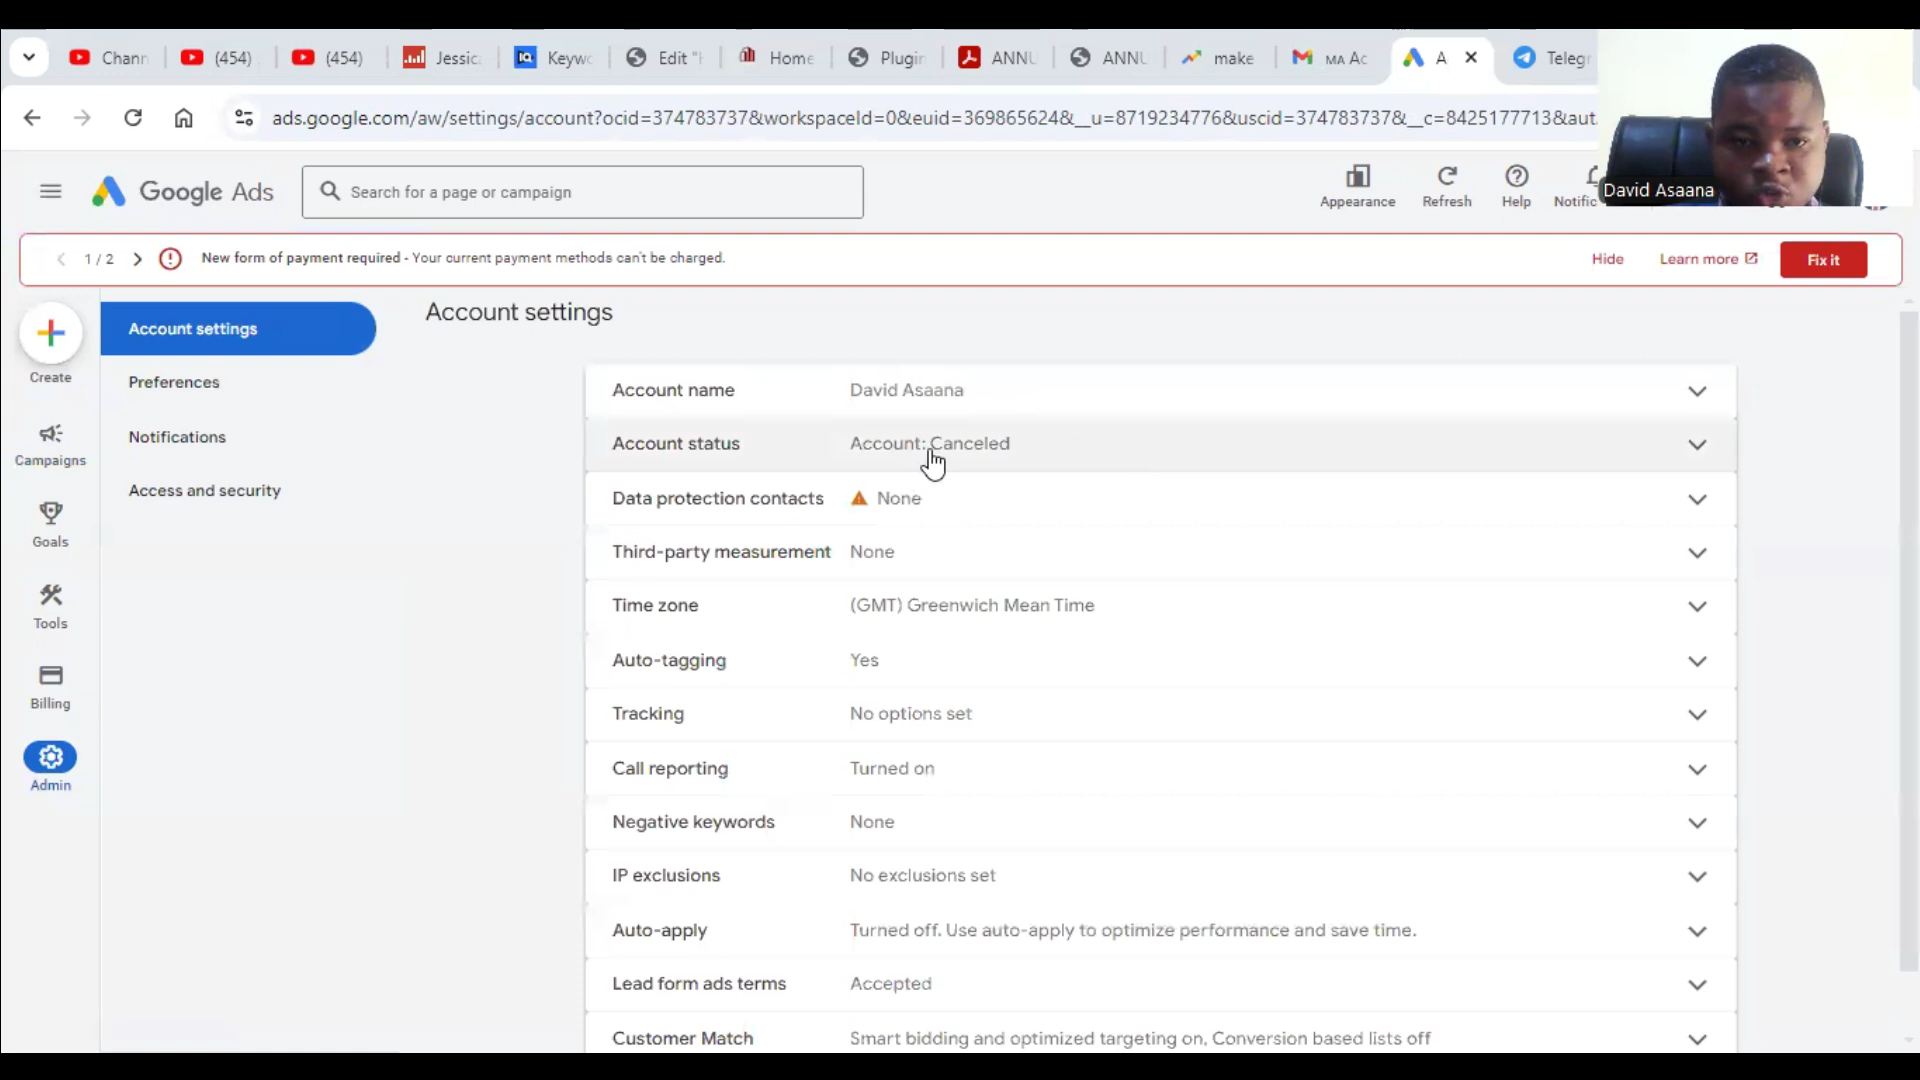 Chann
(454)
(454)
Jessic
Keywo
Edit "H
Home
Plugin
ANNU
ANNU
make
MA Ac
A
Telegr
ads.google.com/aw/settings/account?ocid=374783737&workspaceId=0&euid=369865624&__u=8719234776&uscid=374783737&__c=8425177713&aut
Google Ads
Search for a page or campaign
Appearance
Refresh
Help
Notific
David Asaana
1 / 2
New form of payment required - Your current payment methods can't be charged.
Hide
Learn more
Fix it
Create
Campaigns
Goals
Tools
Billing
Admin
Account settings
Preferences
Notifications
Access and security
Account settings
Account name David Asaana
Account status Account: Canceled
Data protection contacts None
Third-party measurement None
Time zone (GMT) Greenwich Mean Time
Auto-tagging Yes
Tracking No options set
Call reporting Turned on
Negative keywords None
IP exclusions No exclusions set
Auto-apply Turned off. Use auto-apply to optimize performance and save time.
Lead form ads terms Accepted
Customer Match Smart bidding and optimized targeting on, Conversion based lists off